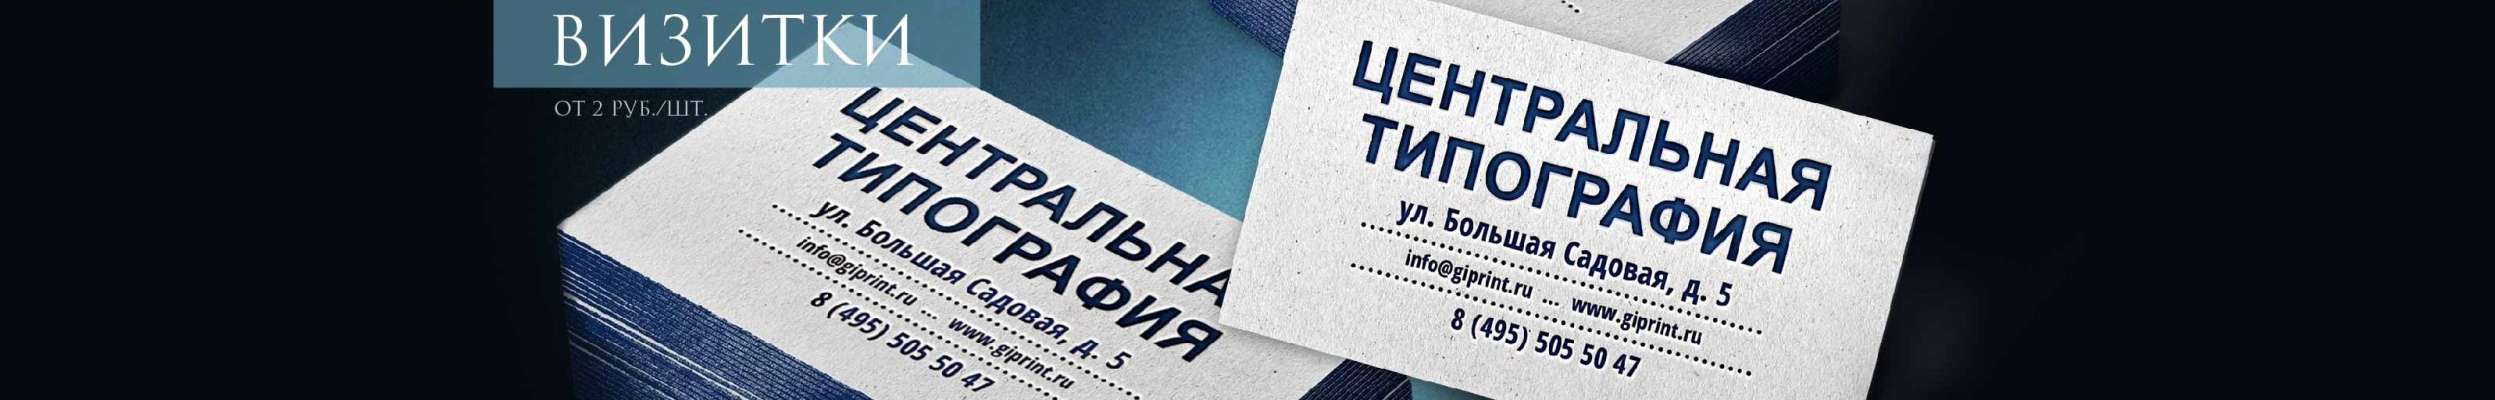 ВИЗИТКИ
ОТ 2 РУБ./ШТ.
ЦЕНТРАЛЬНА
ТИПОГРАФИЯ
ул. Большая Садовая, д. 5
info@giprint.ru ... www.giprint.ru
8 (495) 505 50 47
ЦЕНТРАЛЬНАЯ
ТИПОГРАФИЯ
ул. Большая Садовая, д. 5
info@giprint.ru ... www.giprint.ru
8 (495) 505 50 47